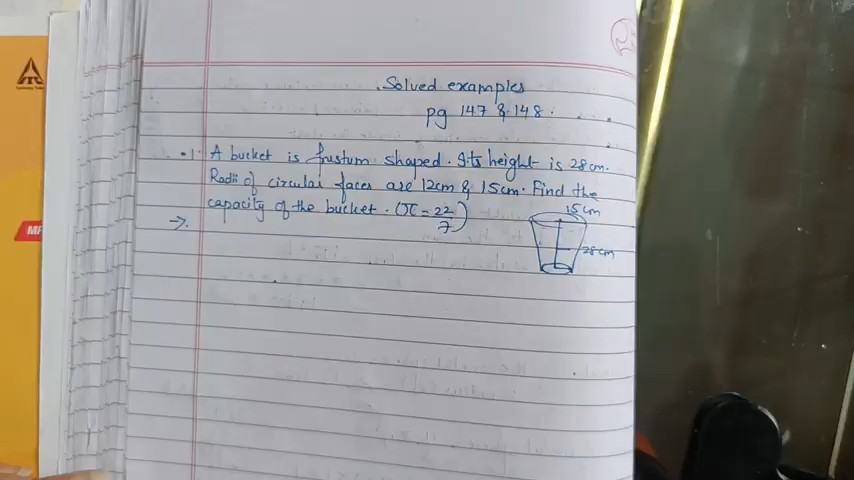 Solved examples
pg 147 & 148.
1. A bucket is frustum shaped. Its height is 28cm.
Radii of circular faces are 12cm & 15cm. Find the
capacity of the bucket. (π = 22/7)
→.
15cm
28cm